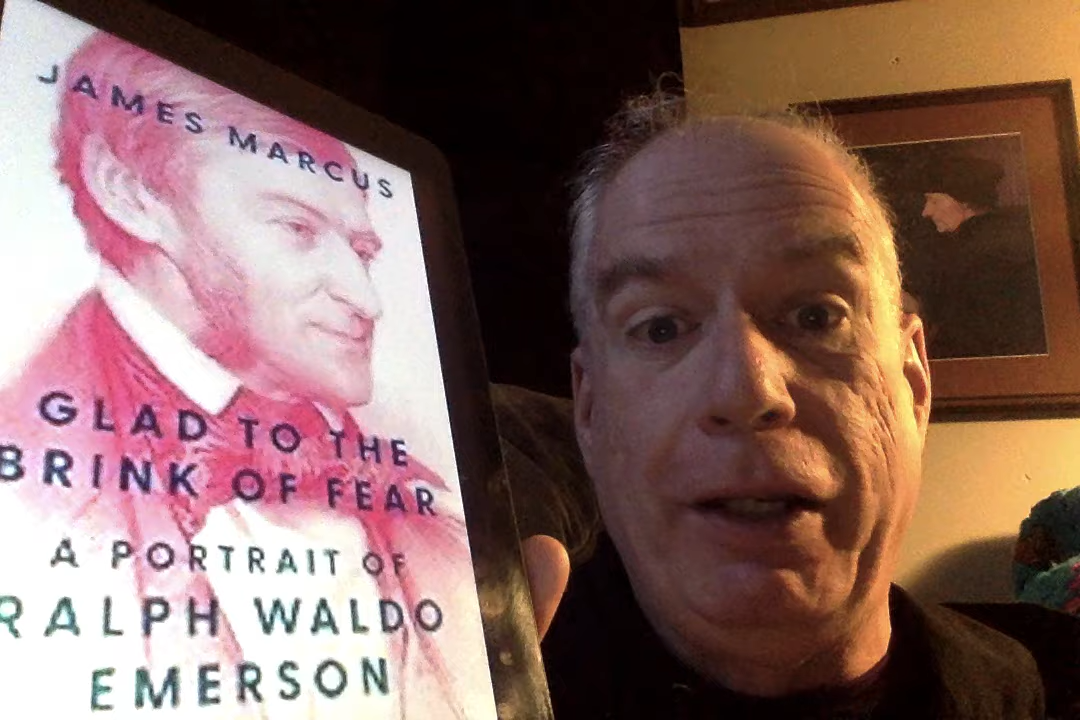 JAMES MARCUS
GLAD TO THE
BRINK OF FEAR
A PORTRAIT OF
RALPH WALDO
EMERSON